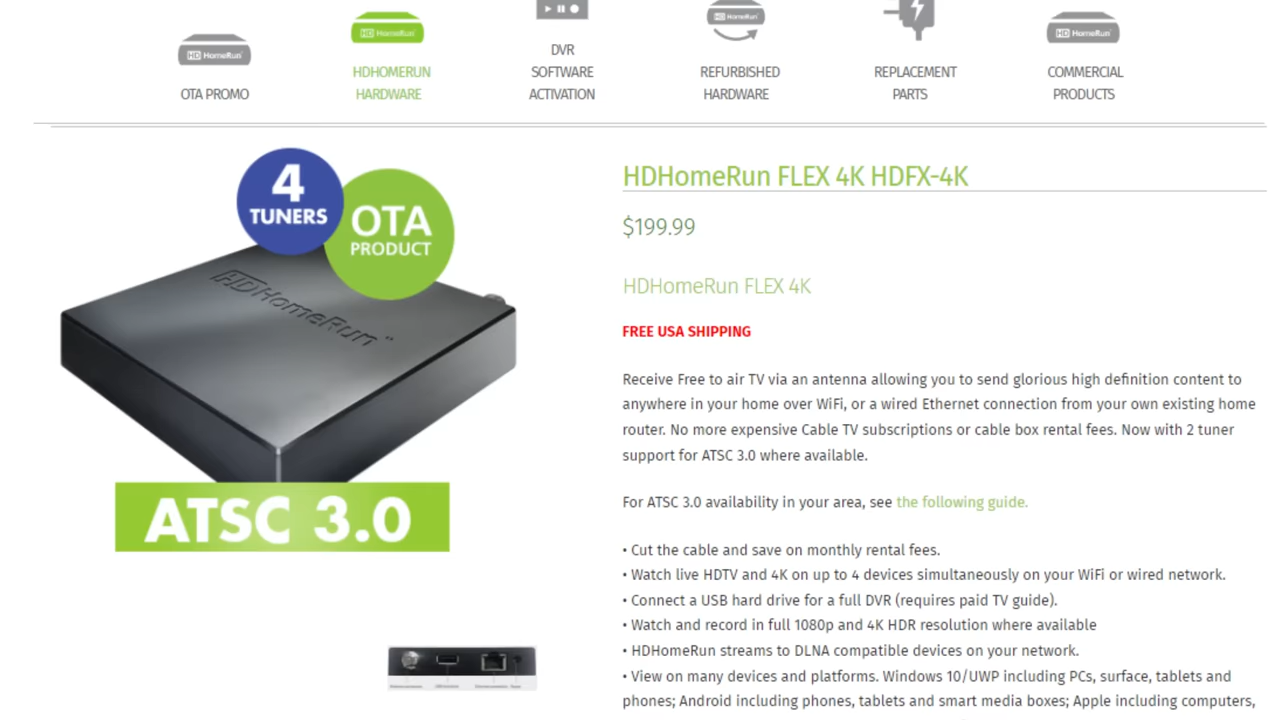 HD HomeRun
OTA PROMO
HD HomeRun
HDHOMERUN
HARDWARE
DVR
SOFTWARE
ACTIVATION
HD HomeRun
REFURBISHED
HARDWARE
REPLACEMENT
PARTS
HD HomeRun
COMMERCIAL
PRODUCTS
4
TUNERS
OTA
PRODUCT
HDHomeRun
ATSC 3.0
HDHomeRun FLEX 4K HDFX-4K
$199.99
HDHomeRun FLEX 4K
FREE USA SHIPPING
Receive Free to air TV via an antenna allowing you to send glorious high definition content to
anywhere in your home over WiFi, or a wired Ethernet connection from your own existing home
router. No more expensive Cable TV subscriptions or cable box rental fees. Now with 2 tuner
support for ATSC 3.0 where available.
For ATSC 3.0 availability in your area, see the following guide.
• Cut the cable and save on monthly rental fees.
• Watch live HDTV and 4K on up to 4 devices simultaneously on your WiFi or wired network.
• Connect a USB hard drive for a full DVR (requires paid TV guide).
• Watch and record in full 1080p and 4K HDR resolution where available
• HDHomeRun streams to DLNA compatible devices on your network.
• View on many devices and platforms. Windows 10/UWP including PCs, surface, tablets and
phones; Android including phones, tablets and smart media boxes; Apple including computers,